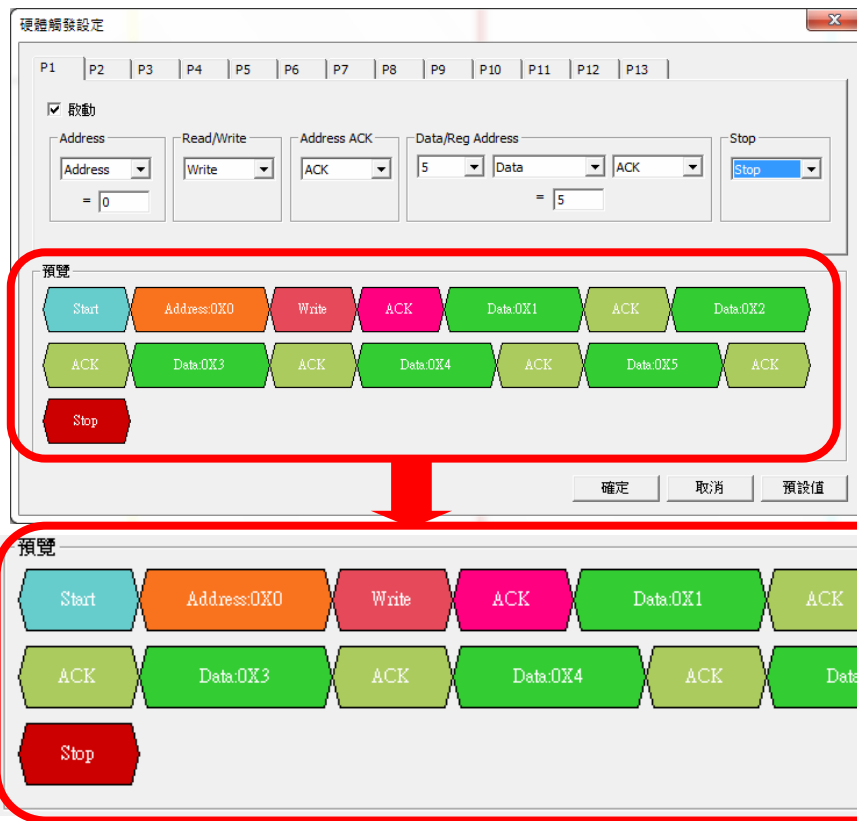 硬體觸發設定
P1 P2 P3 P4 P5 P6 P7 P8 P9 P10 P11 P12 P13
啟動
Address Read/Write Address ACK Data/Reg Address Stop
Address Write ACK 5 Data ACK Stop
= 0 = 5
預覽
Start Address:0X0 Write ACK Data:0X1 ACK Data:0X2
ACK Data:0X3 ACK Data:0X4 ACK Data:0X5 ACK
Stop
確定 取消 預設值
預覽
Start Address:0X0 Write ACK Data:0X1 ACK
ACK Data:0X3 ACK Data:0X4 ACK Data
Stop